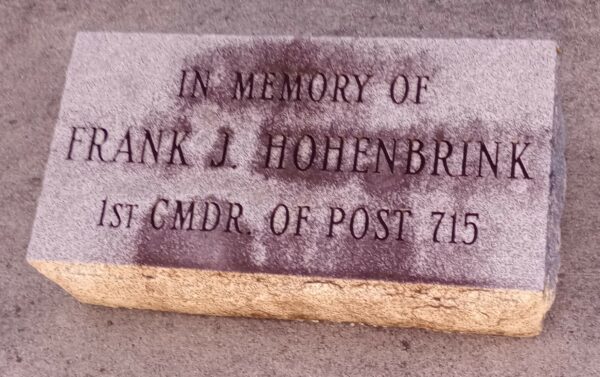 IN MEMORY OF
FRANK J. HOHENBRINK
1ST CMDR. OF POST 715